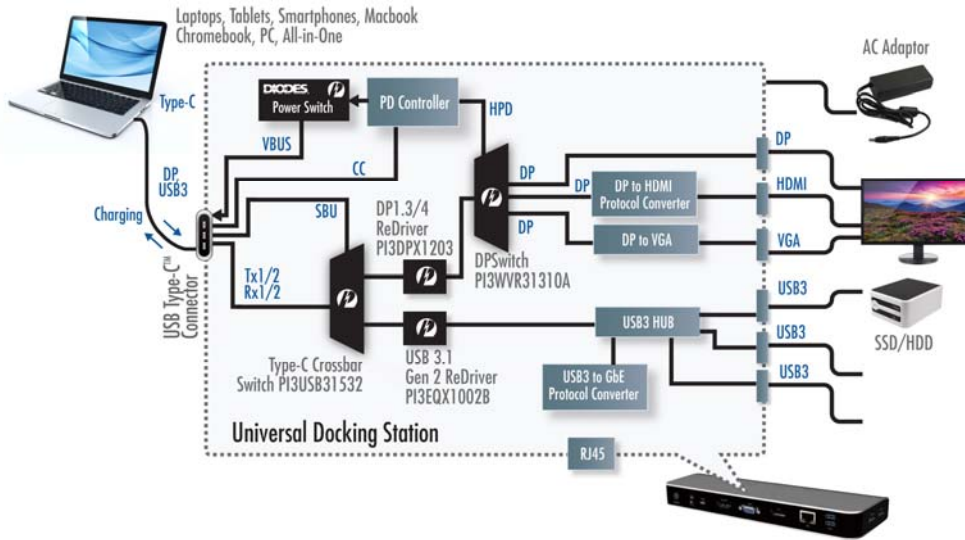 Laptops, Tablets, Smartphones, Macbook
Chromebook, PC, All-in-One
Type-C
DP,
USB3
Charging
USB Type-C™
Connector
DIODES
Power Switch
PD Controller
HPD
VBUS
CC
SBU
Tx1/2
Rx1/2
DP1.3/4
ReDriver
PI3DPX1203
DP
DP
DP
DP to HDMI
Protocol Converter
DP to VGA
DPSwitch
PI3WVR31310A
Type-C Crossbar
Switch PI3USB31532
USB 3.1
Gen 2 ReDriver
PI3EQX1002B
USB3 HUB
USB3 to GbE
Protocol Converter
Universal Docking Station
RJ45
AC Adaptor
DP
HDMI
VGA
USB3
USB3
USB3
SSD/HDD